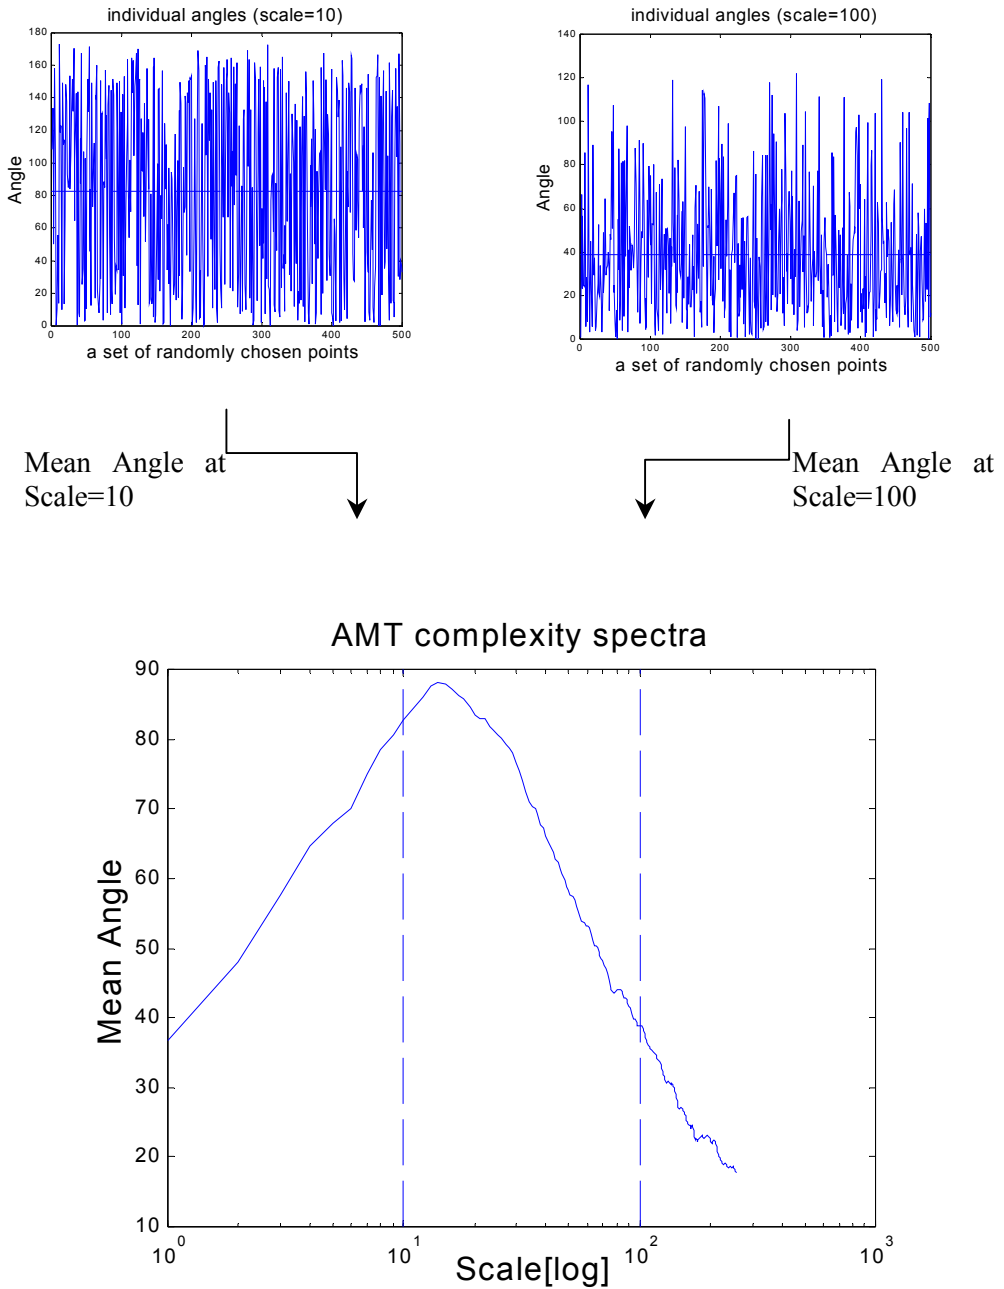 individual angles (scale=10)
180
160
140
120
100
80
60
40
20
0
Angle
0 100 200 300 400 500
a set of randomly chosen points
individual angles (scale=100)
140
120
100
80
60
40
20
0
Angle
0 100 200 300 400 500
a set of randomly chosen points
Mean Angle at
Scale=10
Mean Angle at
Scale=100
AMT complexity spectra
90
80
70
60
50
40
30
20
10
Mean Angle
10^0 10^1 10^2 10^3
Scale[log]